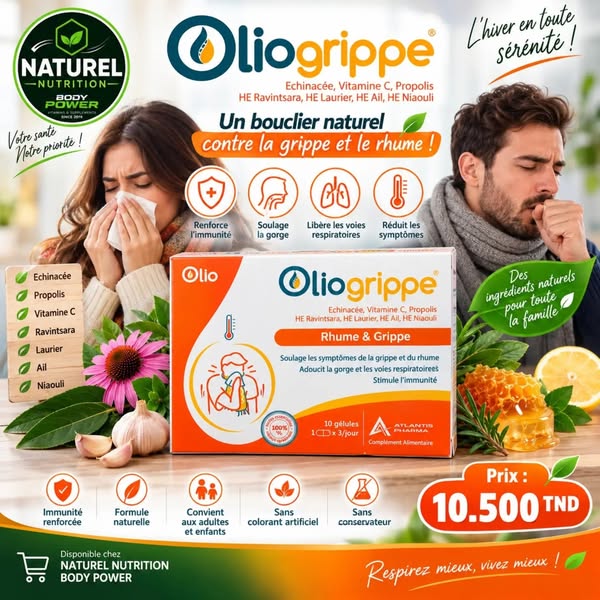 NATUREL
NUTRITION
BODY
POWER
VITAMINS & SUPPLEMENTS
SINCE 2019
Votre santé
Notre priorité !
Oliogrippe®
Echinacée, Vitamine C, Propolis
HE Ravintsara, HE Laurier, HE Ail, HE Niaouli
Un bouclier naturel
contre la grippe et le rhume !
L'hiver en toute
sérénité !
Renforce
l'immunité
Soulage
la gorge
Libère les voies
respiratoires
Réduit les
symptômes
Echinacée
Propolis
Vitamine C
Ravintsara
Laurier
Ail
Niaouli
Olio
Oliogrippe®
Echinacée, Vitamine C, Propolis
HE Ravintsara, HE Laurier, HE Ail, HE Niaouli
Rhume & Grippe
Soulage les symptômes de la grippe et du rhume
Adoucit la gorge et les voies respiratoires
Stimule l'immunité
100%
10 gélules
1 x 3/jour
ATLANTIS
PHARMA
Complément Alimentaire
Des
ingrédients naturels
pour toute
la famille
Immunité
renforcée
Formule
naturelle
Convient
aux adultes
et enfants
Sans
colorant artificiel
Sans
conservateur
Prix :
10.500 TND
Disponible chez
NATUREL NUTRITION
BODY POWER
Respirez mieux, vivez mieux !